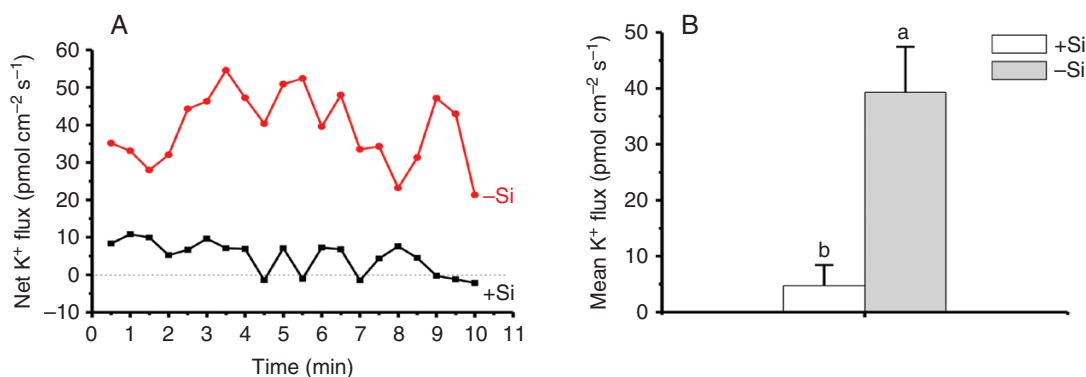 A
Net K⁺ flux (pmol cm⁻² s⁻¹)
60
50
40
30
20
10
0
−10
−Si
+Si
0 1 2 3 4 5 6 7 8 9 10 11
Time (min)
B
Mean K⁺ flux (pmol cm⁻² s⁻¹)
50
40
30
20
10
0
b
a
+Si
−Si